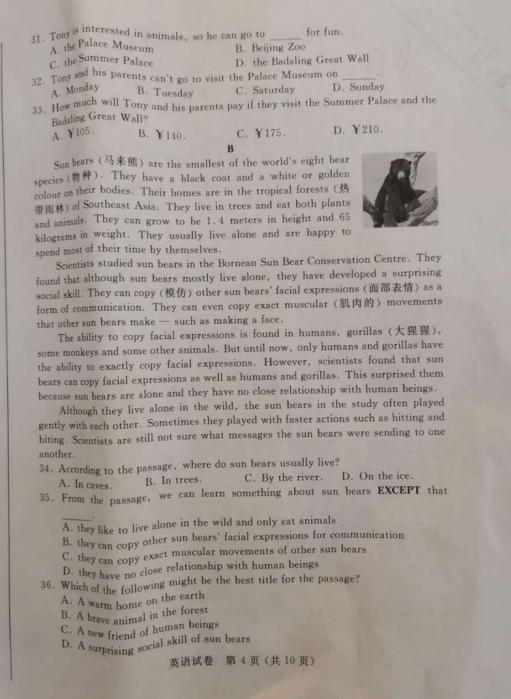 31. Tony is interested in animals, so he can go to ______ for fun.
A. the Palace Museum B. Beijing Zoo
C. the Summer Palace D. the Badaling Great Wall
32. Tony and his parents can't go to visit the Palace Museum on ______.
A. Monday B. Tuesday C. Saturday D. Sunday
33. How much will Tony and his parents pay if they visit the Summer Palace and the
Badaling Great Wall?
A. ¥105. B. ¥140. C. ¥175. D. ¥210.
B
Sun bears (马来熊) are the smallest of the world's eight bear
species (物种). They have a black coat and a white or golden
colour on their bodies. Their homes are in the tropical forests (热
带雨林) of Southeast Asia. They live in trees and eat both plants
and animals. They can grow to be 1.4 meters in height and 65
kilograms in weight. They usually live alone and are happy to
spend most of their time by themselves.
Scientists studied sun bears in the Bornean Sun Bear Conservation Centre. They
found that although sun bears mostly live alone, they have developed a surprising
social skill. They can copy (模仿) other sun bears' facial expressions (面部表情) as a
form of communication. They can even copy exact muscular (肌肉的) movements
that other sun bears make — such as making a face.
The ability to copy facial expressions is found in humans, gorillas (大猩猩),
some monkeys and some other animals. But until now, only humans and gorillas have
the ability to exactly copy facial expressions. However, scientists found that sun
bears can copy facial expressions as well as humans and gorillas. This surprised them
because sun bears are alone and they have no close relationship with human beings.
Although they live alone in the wild, the sun bears in the study often played
gently with each other. Sometimes they played with faster actions such as hitting and
biting. Scientists are still not sure what messages the sun bears were sending to one
another.
34. According to the passage, where do sun bears usually live?
A. In caves. B. In trees. C. By the river. D. On the ice.
35. From the passage, we can learn something about sun bears EXCEPT that
______.
A. they like to live alone in the wild and only eat animals
B. they can copy other sun bears' facial expressions for communication
C. they can copy exact muscular movements of other sun bears
D. they have no close relationship with human beings
36. Which of the following might be the best title for the passage?
A. A warm home on the earth
B. A brave animal in the forest
C. A new friend of human beings
D. A surprising social skill of sun bears
英语试卷 第 4 页 (共 10 页)